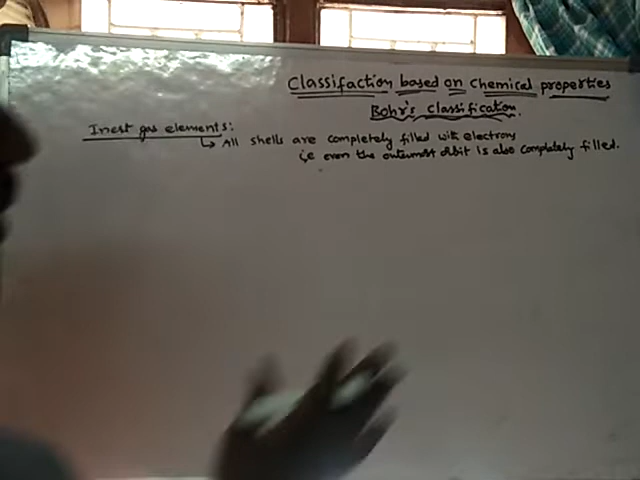 Classifaction based on Chemical properties
Bohr's classification.
Inert gas elements:
↳ All shells are completely filled with electrons
i.e even the outermost orbit is also completely filled.